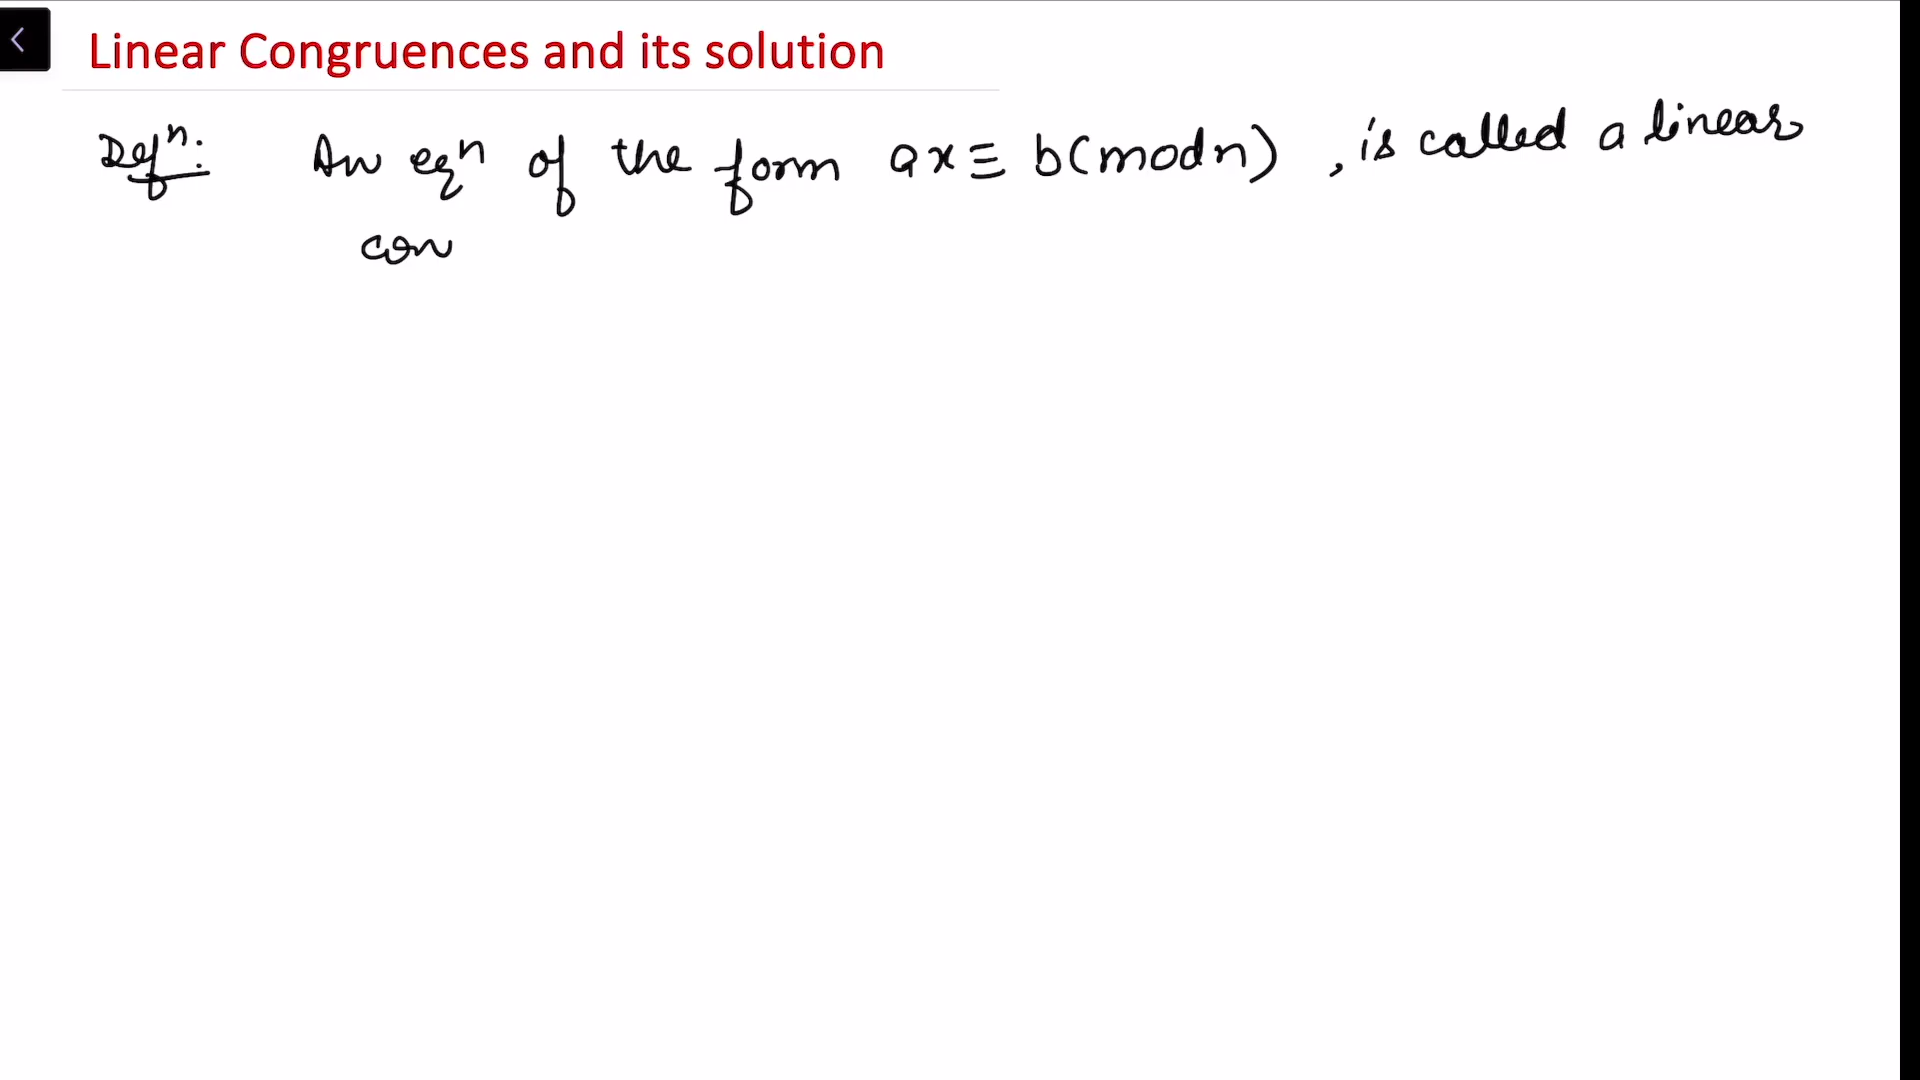 Linear Congruences and its solution
Defⁿ: An eqⁿ of the form ax ≡ b(modn), is called a linear
con